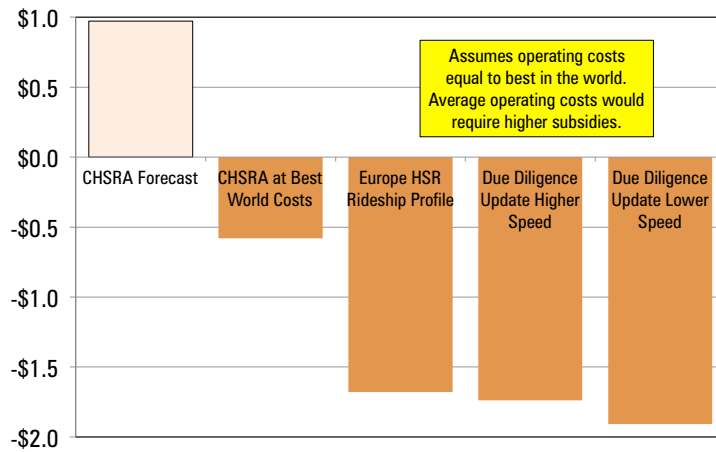 $1.0
Assumes operating costs
equal to best in the world.
Average operating costs would
require higher subsidies.
$0.5
$0.0
CHSRA Forecast
CHSRA at Best
World Costs
Europe HSR
Rideship Profile
Due Diligence
Update Higher
Speed
Due Diligence
Update Lower
Speed
-$0.5
-$1.0
-$1.5
-$2.0